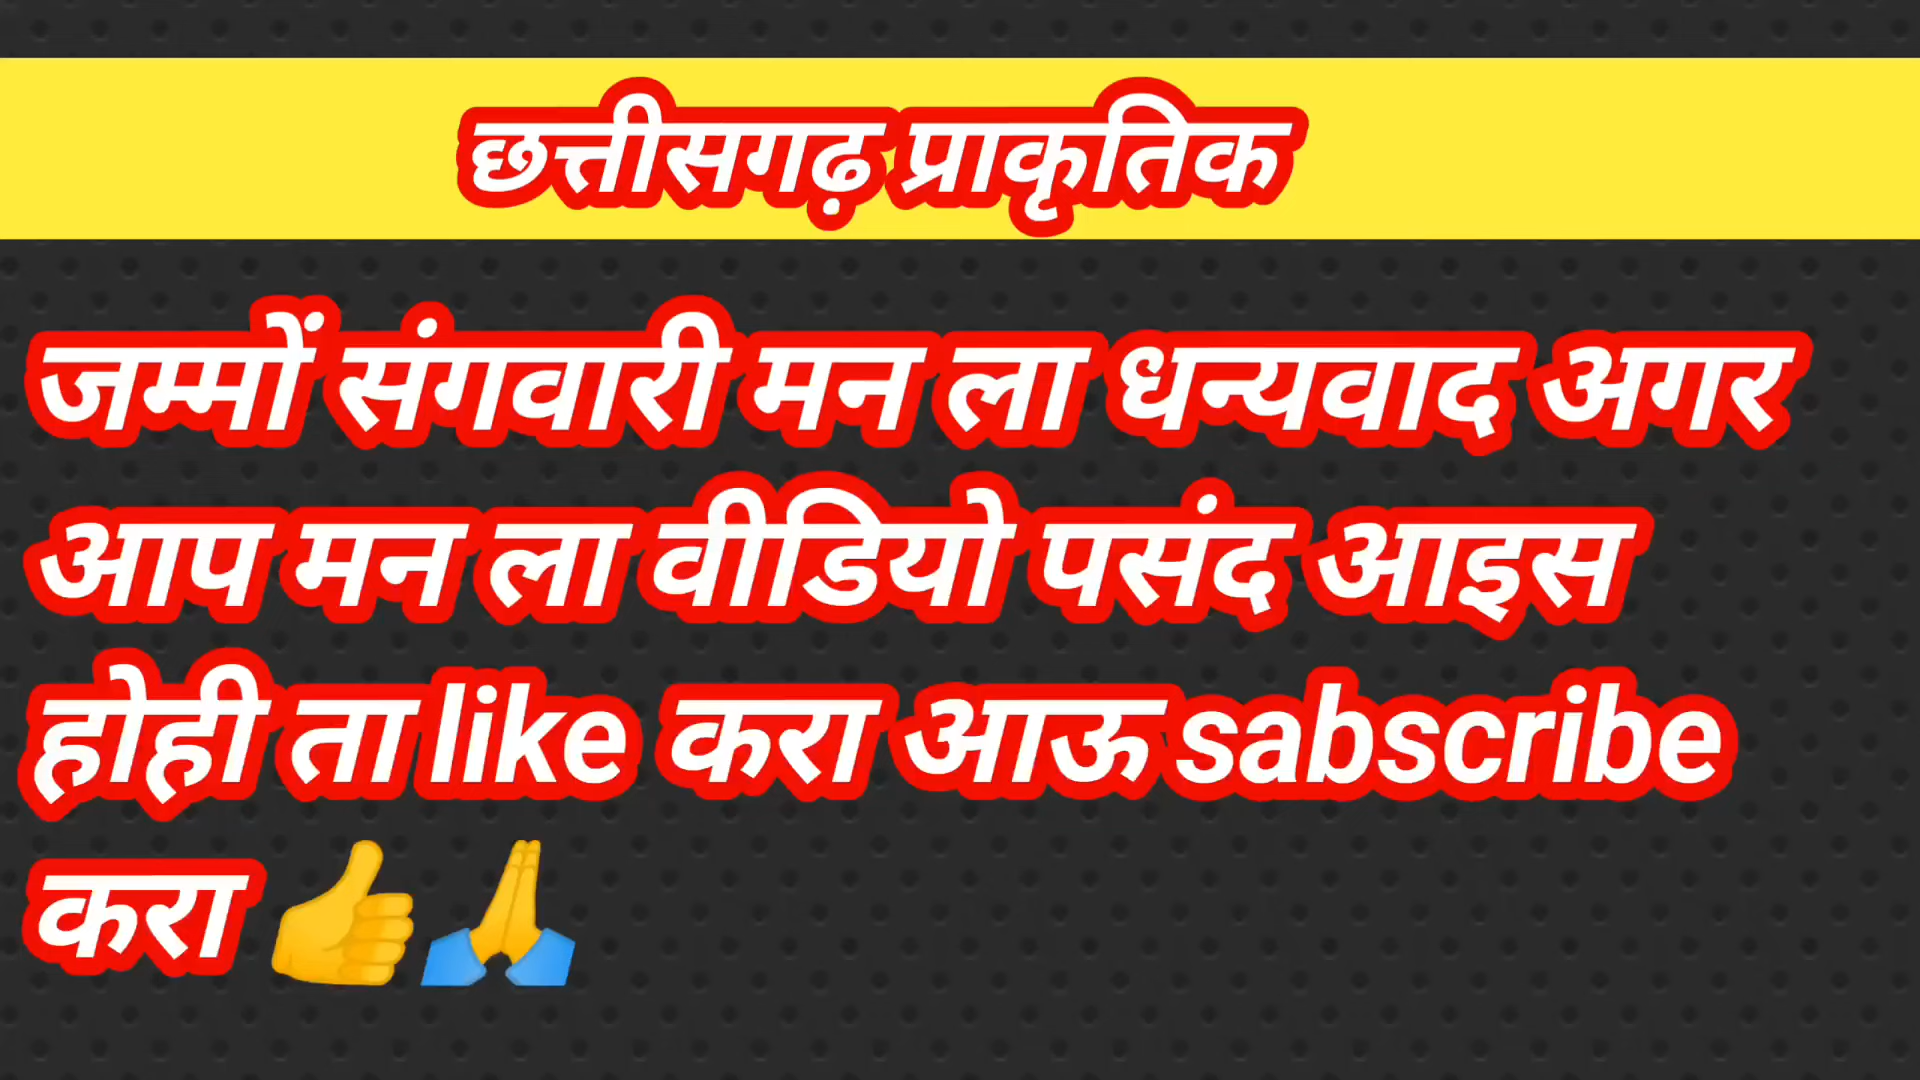 छत्तीसगढ़ प्राकृतिक
जम्मों संगवारी मन ला धन्यवाद अगर
आप मन ला वीडियो पसंद आइस
होही ता like करा आऊ sabscribe
करा 👍🙏